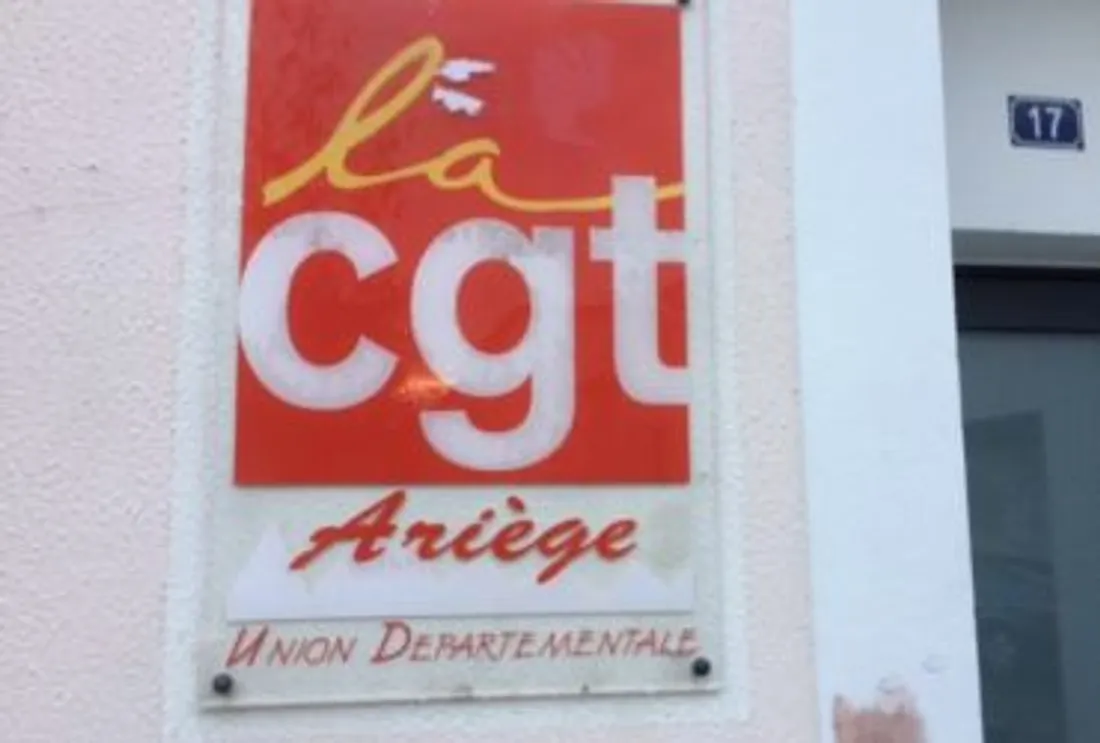 la
cgt
Ariège
UNION DEPARTEMENTALE
17